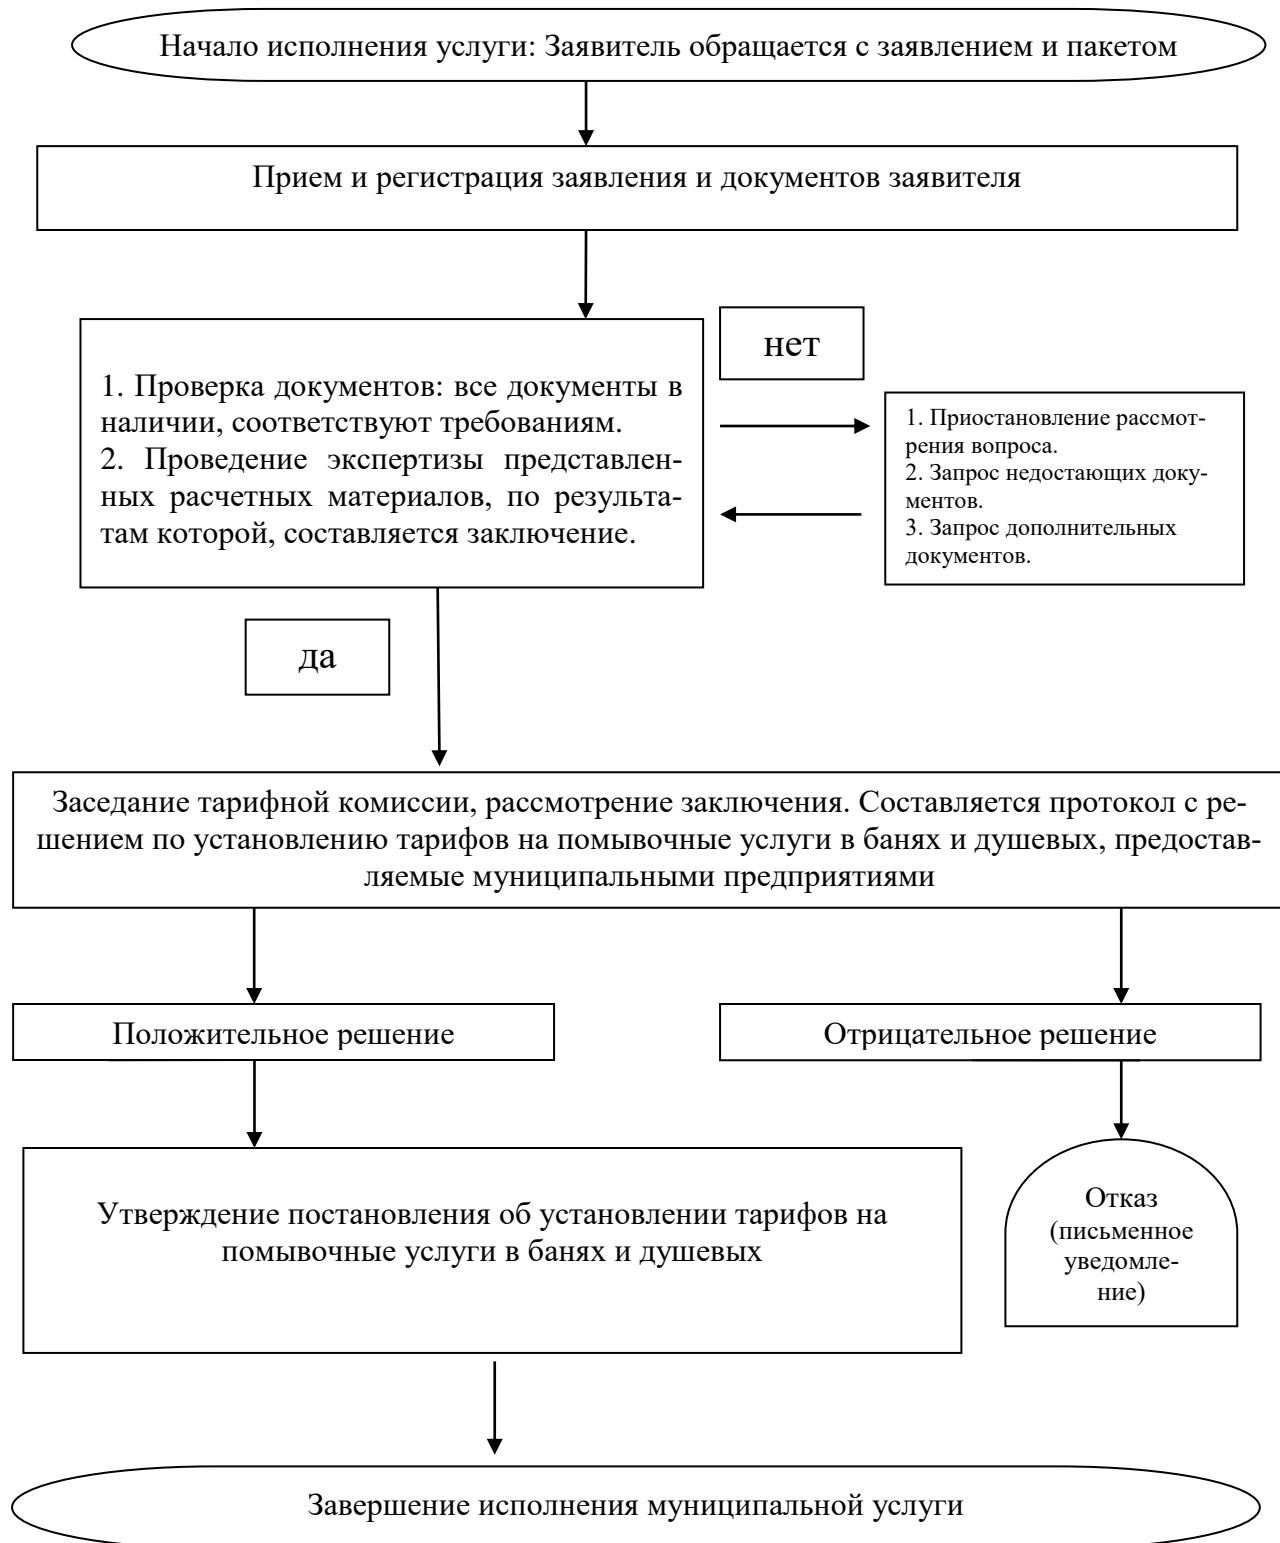 Начало исполнения услуги: Заявитель обращается с заявлением и пакетом
Прием и регистрация заявления и документов заявителя
нет
1. Проверка документов: все документы в
наличии, соответствуют требованиям.
2. Проведение экспертизы представлен-
ных расчетных материалов, по результа-
там которой, составляется заключение.
1. Приостановление рассмот-
рения вопроса.
2. Запрос недостающих доку-
ментов.
3. Запрос дополнительных
документов.
да
Заседание тарифной комиссии, рассмотрение заключения. Составляется протокол с ре-
шением по установлению тарифов на помывочные услуги в банях и душевых, предостав-
ляемые муниципальными предприятиями
Положительное решение
Отрицательное решение
Утверждение постановления об установлении тарифов на
помывочные услуги в банях и душевых
Отказ
(письменное
уведомле-
ние)
Завершение исполнения муниципальной услуги